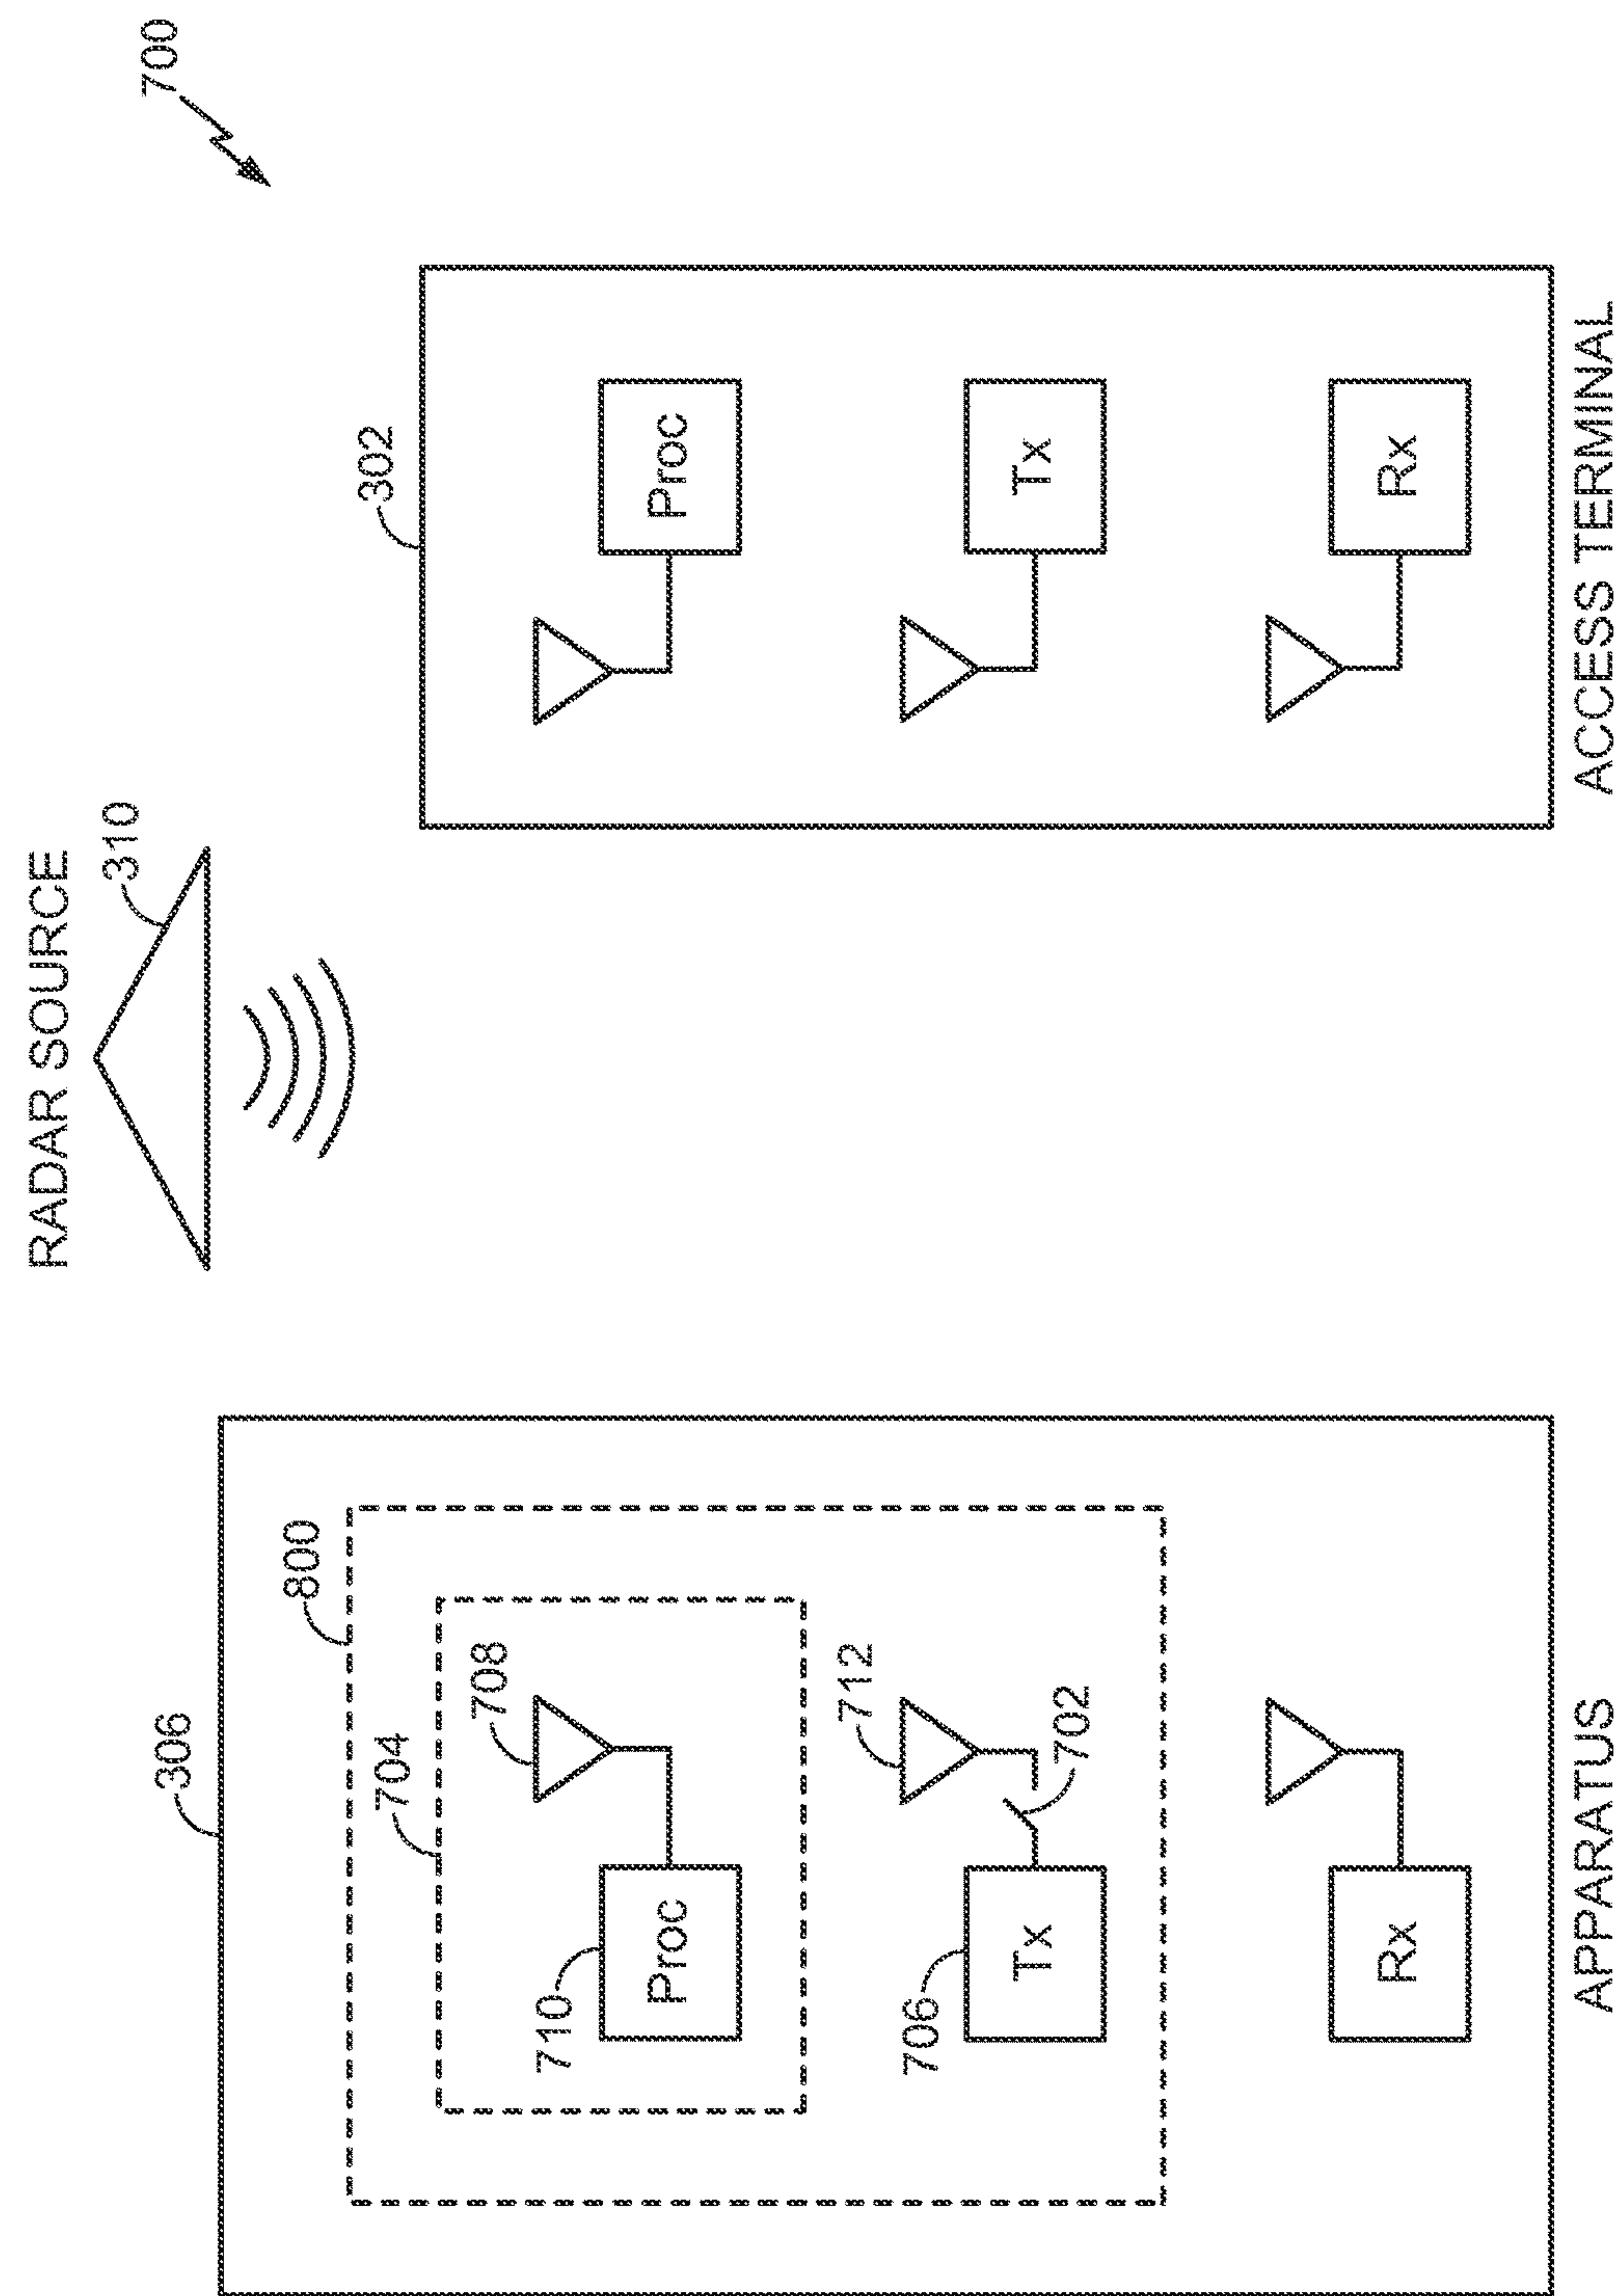 700
RADAR SOURCE
310
306
800
704
708
710
Proc
712
702
706
Tx
Rx
APPARATUS
302
Proc
Tx
Rx
ACCESS TERMINAL